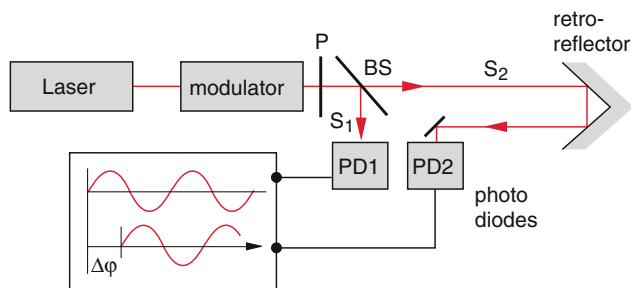 retro-
reflector
P
BS
S2
Laser
modulator
S1
PD1
PD2
photo
diodes
Δφ